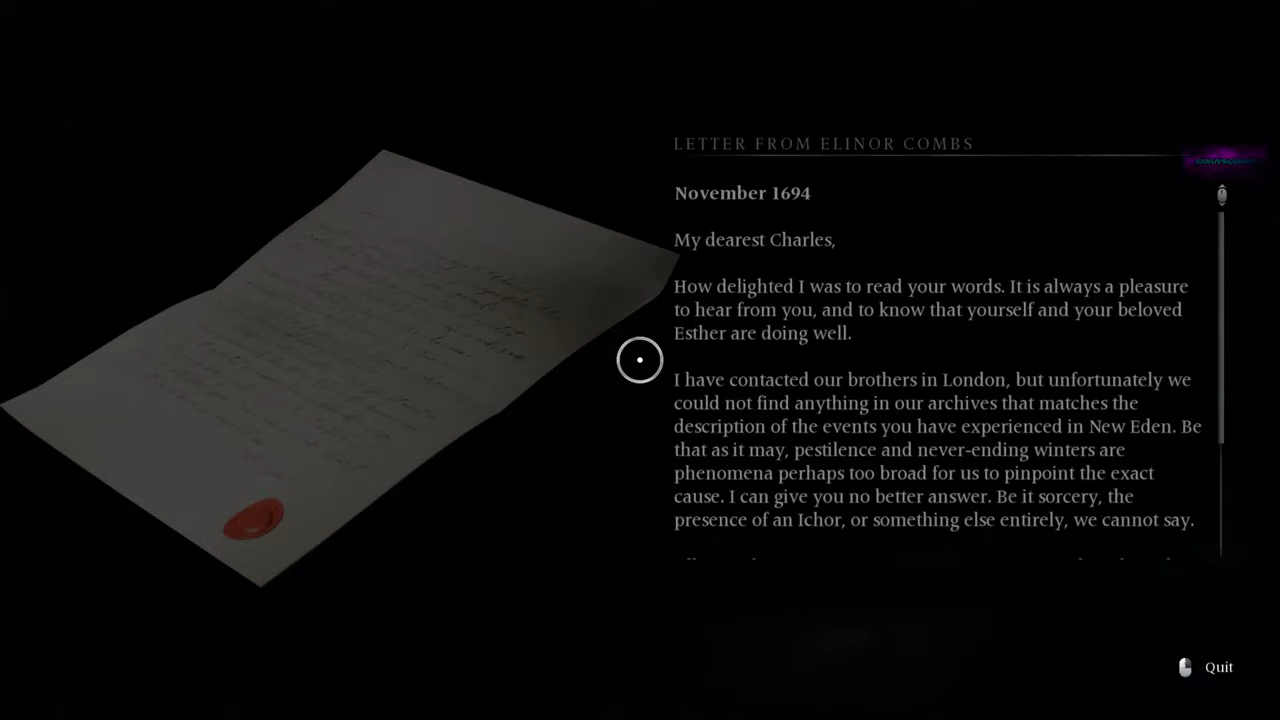 LETTER FROM ELINOR COMBS
November 1694
My dearest Charles,
How delighted I was to read your words. It is always a pleasure
to hear from you, and to know that yourself and your beloved
Esther are doing well.
I have contacted our brothers in London, but unfortunately we
could not find anything in our archives that matches the
description of the events you have experienced in New Eden. Be
that as it may, pestilence and never-ending winters are
phenomena perhaps too broad for us to pinpoint the exact
cause. I can give you no better answer. Be it sorcery, the
presence of an Ichor, or something else entirely, we cannot say.
Quit